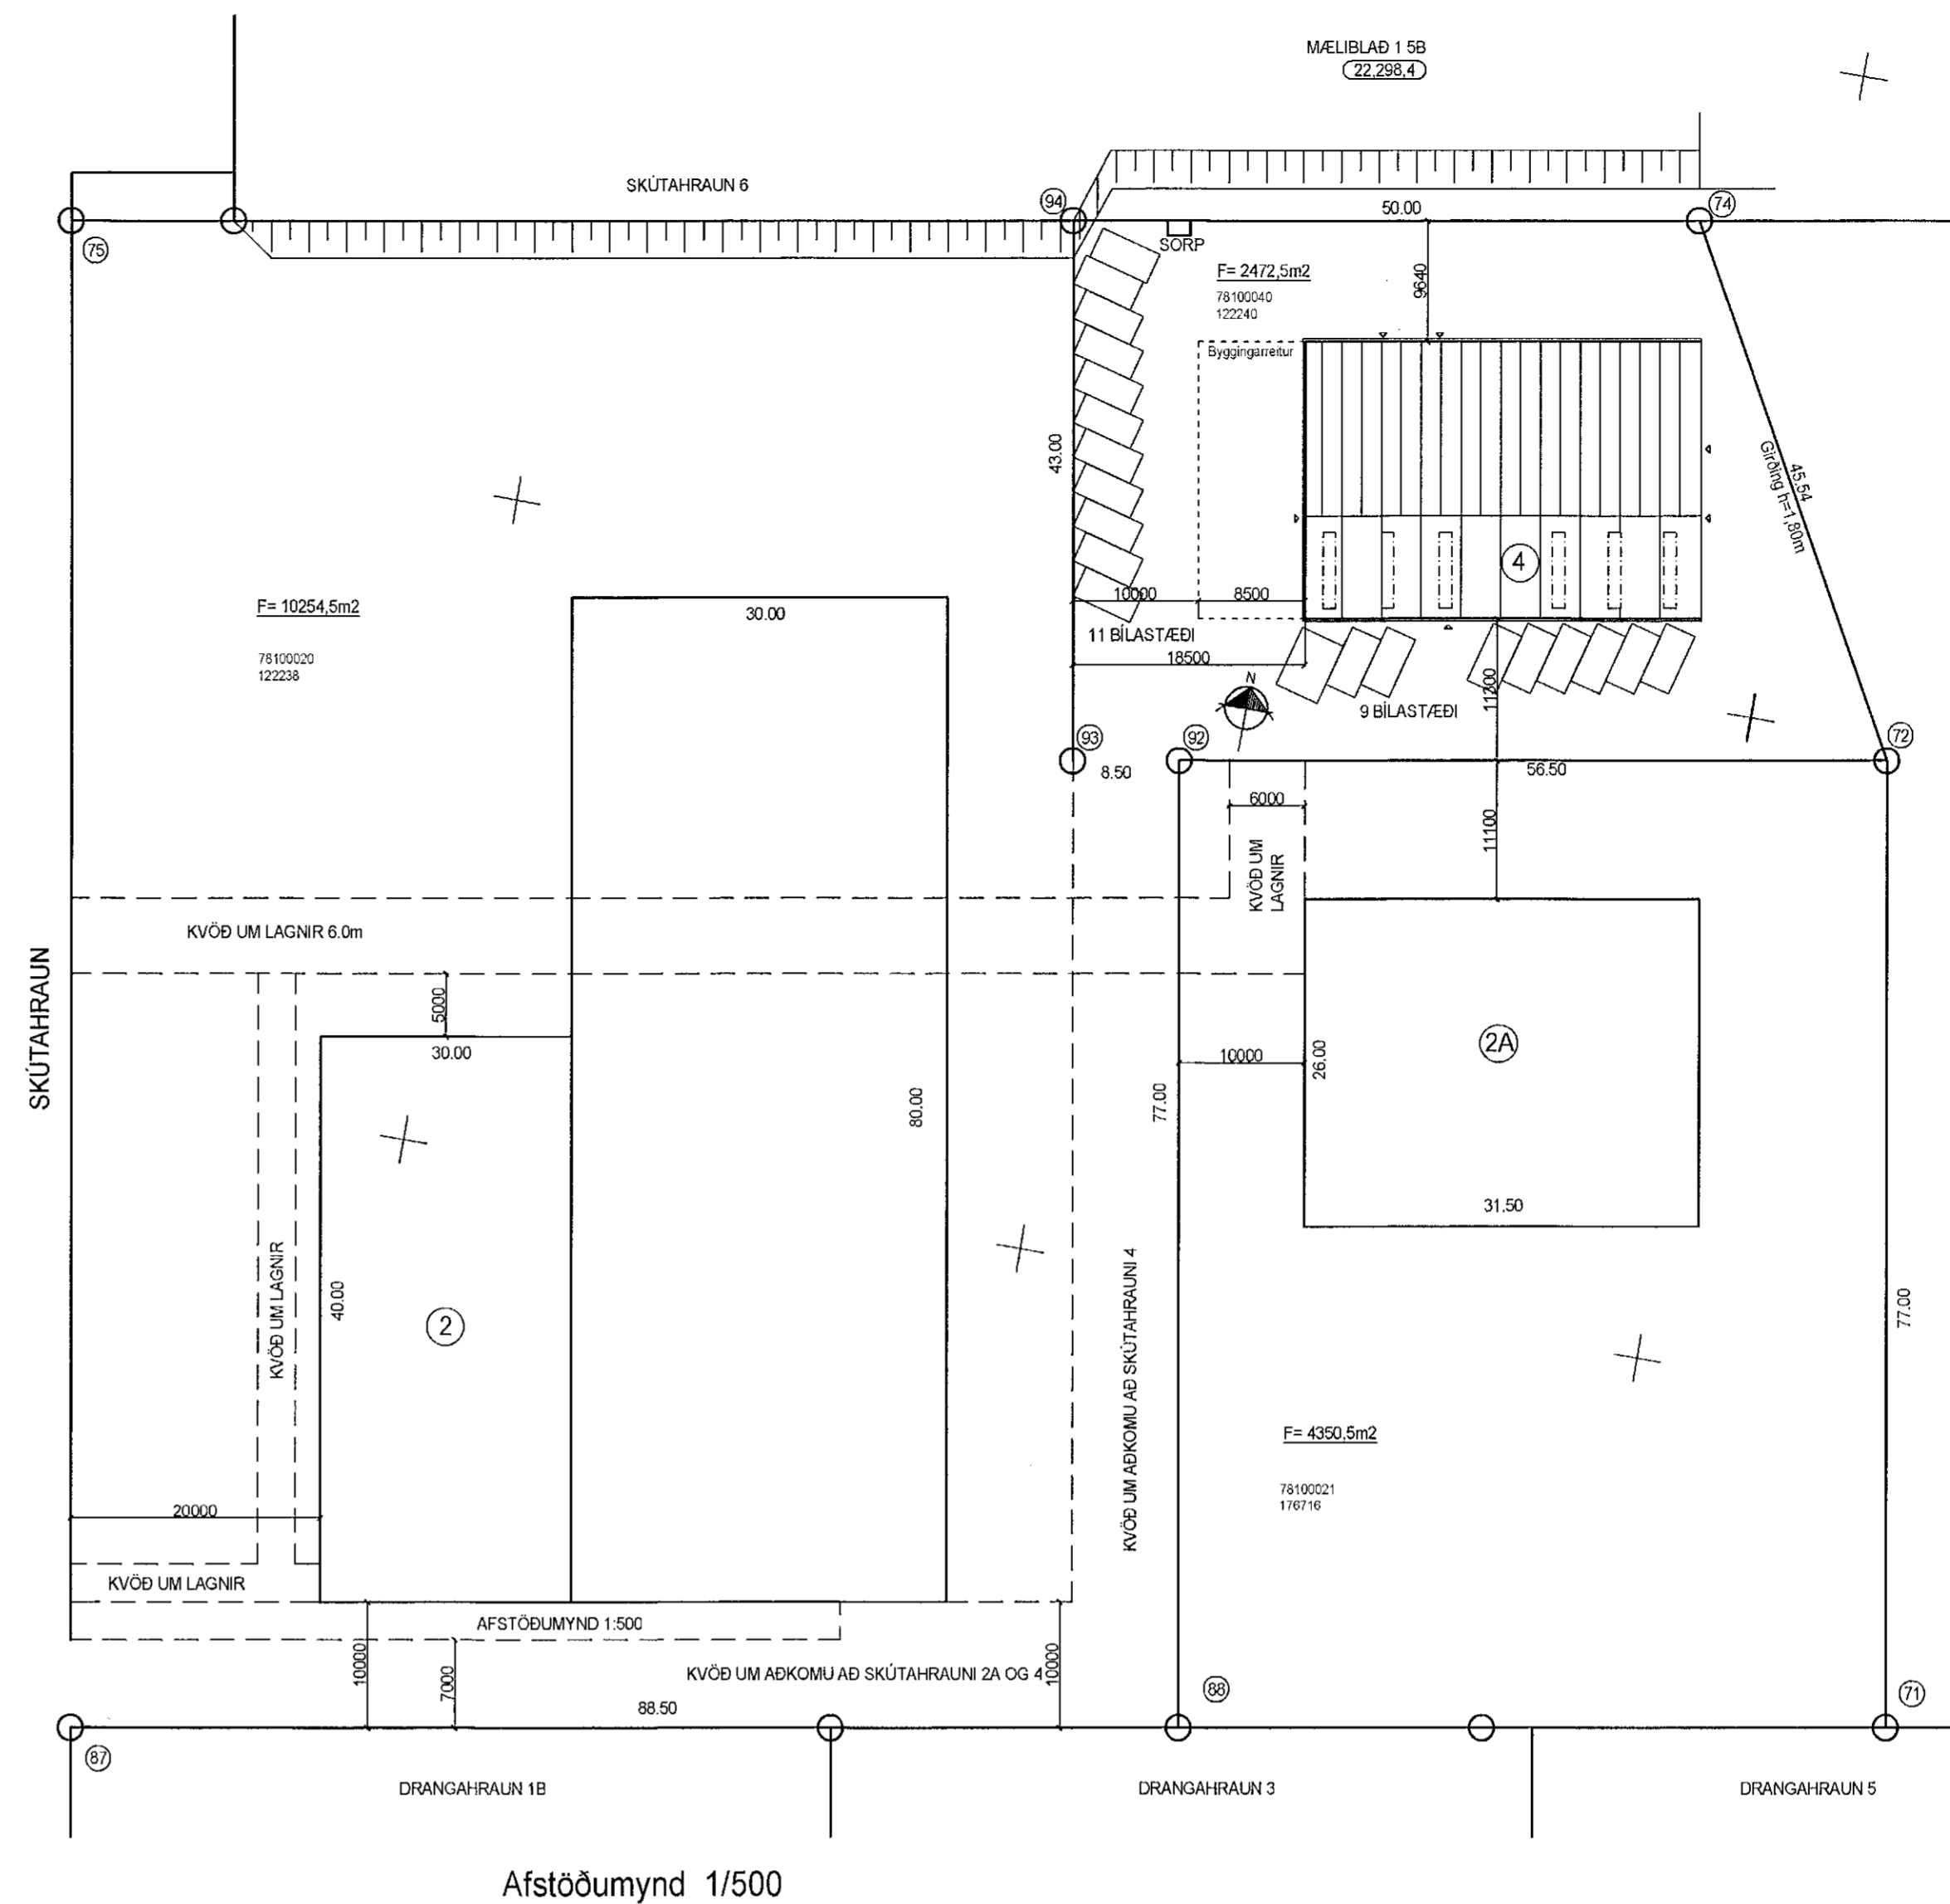 MÆLIBLAÐ 1 5B
22,298,4
SKÚTAHRAUN 6
94
50.00
74
75
SORP
F= 2472,5m2
78100040
122240
9640
Byggingarreitur
43.00
45.54
Girðing h=1,80m
4
F= 10254,5m2
78100020
122238
30.00
10000
8500
11 BÍLASTÆÐI
18500
N
11200
9 BÍLASTÆÐI
93
8.50
92
72
56.50
6000
11100
KVÖÐ UM
LAGNIR
KVÖÐ UM LAGNIR 6.0m
SKÚTAHRAUN
5000
30.00
10000
26.00
2A
77.00
80.00
31.50
KVÖÐ UM LAGNIR
40.00
2
KVÖÐ UM AÐKOMU AÐ SKÚTAHRAUNI 4
77.00
F= 4350,5m2
78100021
176716
20000
KVÖÐ UM LAGNIR
AFSTÖÐUMYND 1:500
10000
7000
KVÖÐ UM AÐKOMU AÐ SKÚTAHRAUNI 2A OG 4
10000
88.50
88
71
87
DRANGAHRAUN 1B
DRANGAHRAUN 3
DRANGAHRAUN 5
Afstöðumynd 1/500